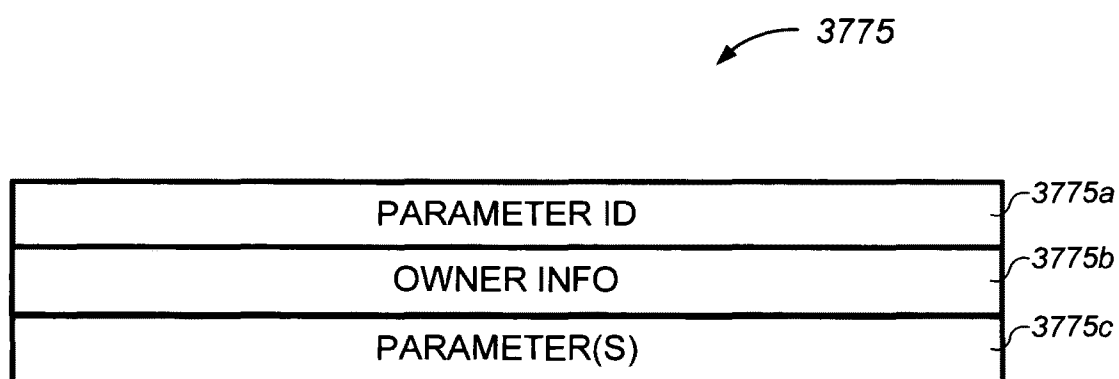 3775
PARAMETER ID
3775a
OWNER INFO
3775b
PARAMETER(S)
3775c